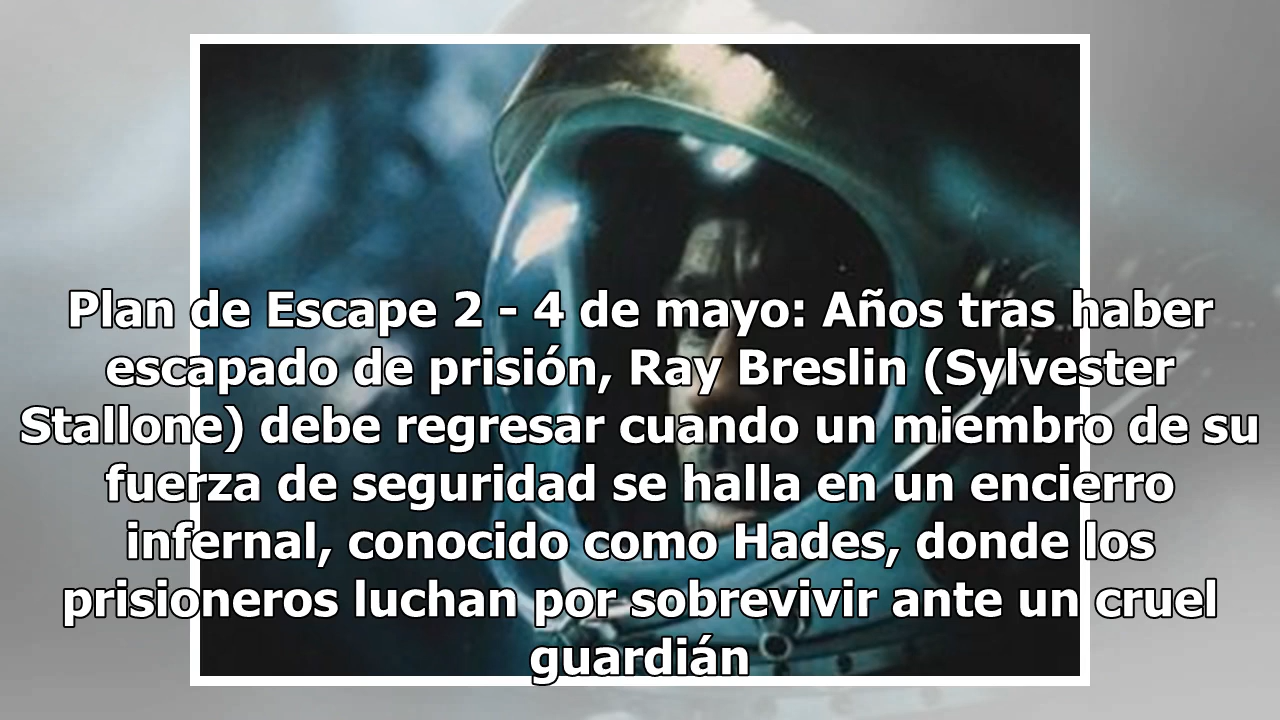 Plan de Escape 2 - 4 de mayo: Años tras haber
escapado de prisión, Ray Breslin (Sylvester
Stallone) debe regresar cuando un miembro de su
fuerza de seguridad se halla en un encierro
infernal, conocido como Hades, donde los
prisioneros luchan por sobrevivir ante un cruel
guardián